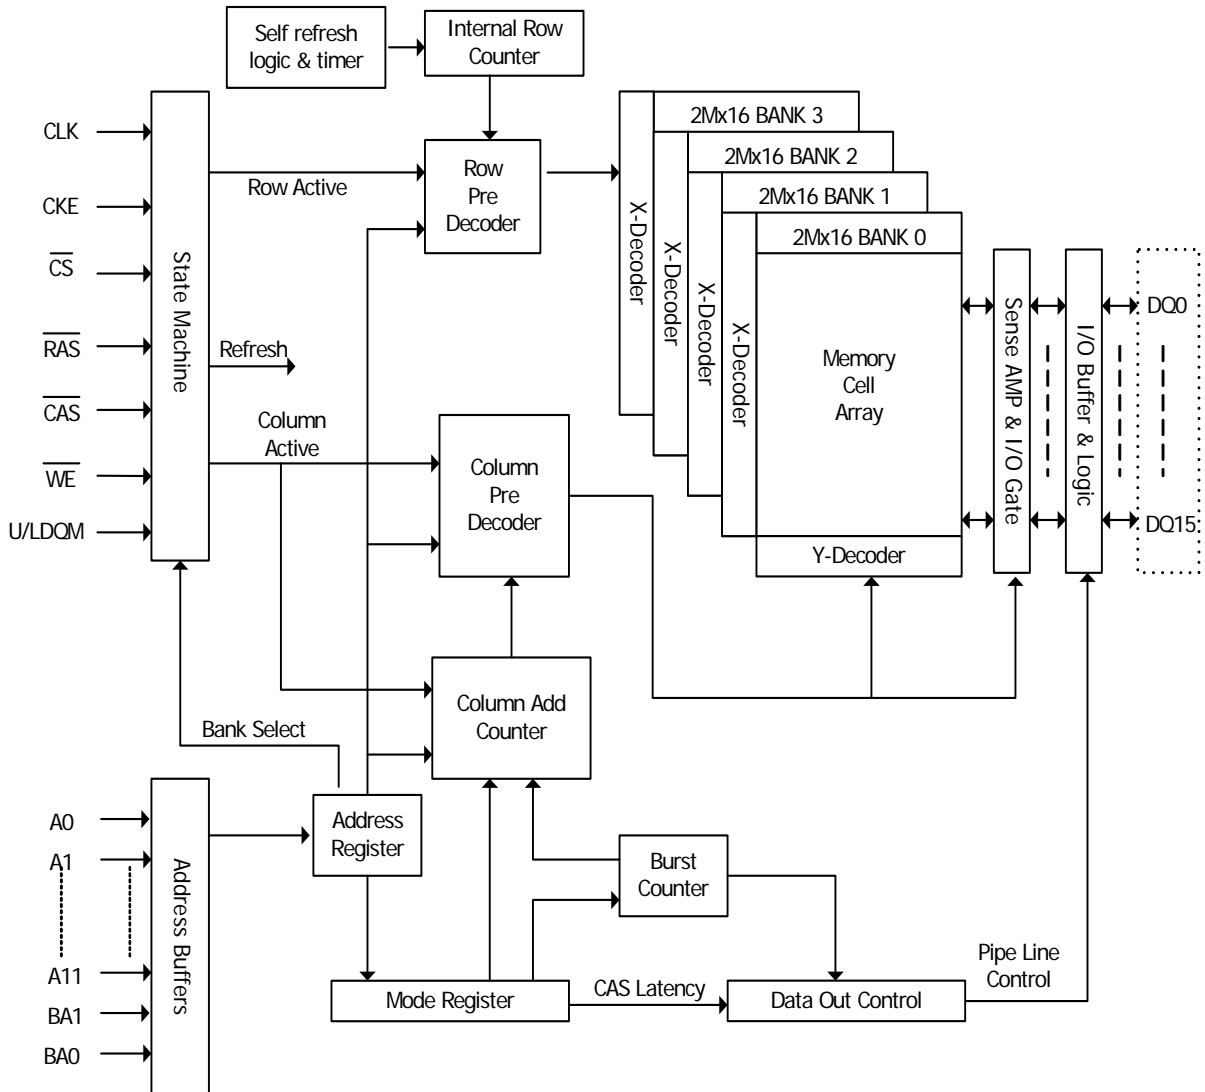 Self refresh
logic & timer
Internal Row
Counter
CLK
CKE
CS
RAS
CAS
WE
U/LDQM
State Machine
Row Active
Refresh
Column
Active
Row
Pre
Decoder
Column
Pre
Decoder
2Mx16 BANK 3
2Mx16 BANK 2
2Mx16 BANK 1
2Mx16 BANK 0
X-Decoder
X-Decoder
X-Decoder
X-Decoder
Memory
Cell
Array
Y-Decoder
Sense AMP & I/O Gate
I/O Buffer & Logic
DQ0
DQ15
Column Add
Counter
Bank Select
Address
Register
A0
A1
A11
BA1
BA0
Address Buffers
Burst
Counter
Mode Register
CAS Latency
Data Out Control
Pipe Line
Control